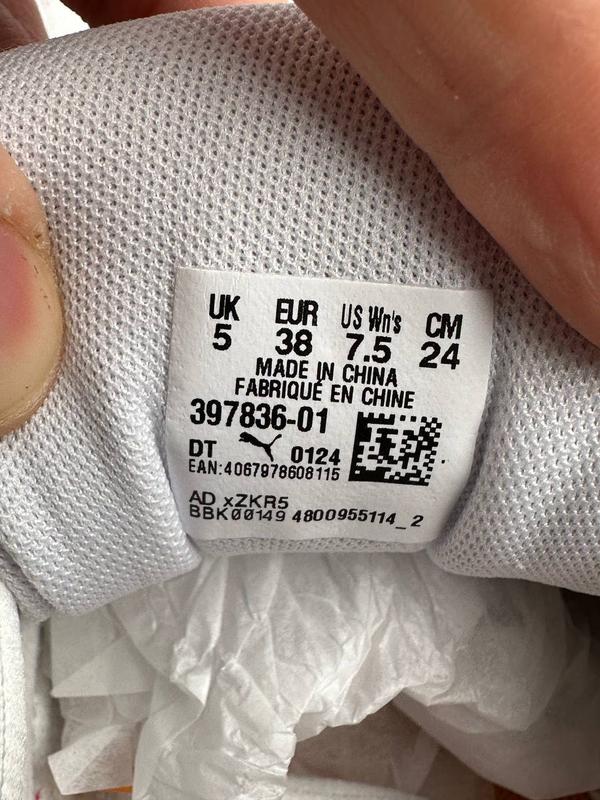 UK EUR US Wn's CM
5 38 7.5 24
MADE IN CHINA
FABRIQUÉ EN CHINE
397836-01
DT 0124
EAN:4067978608115
AD xZKR5
BBK00149 4800955114_2